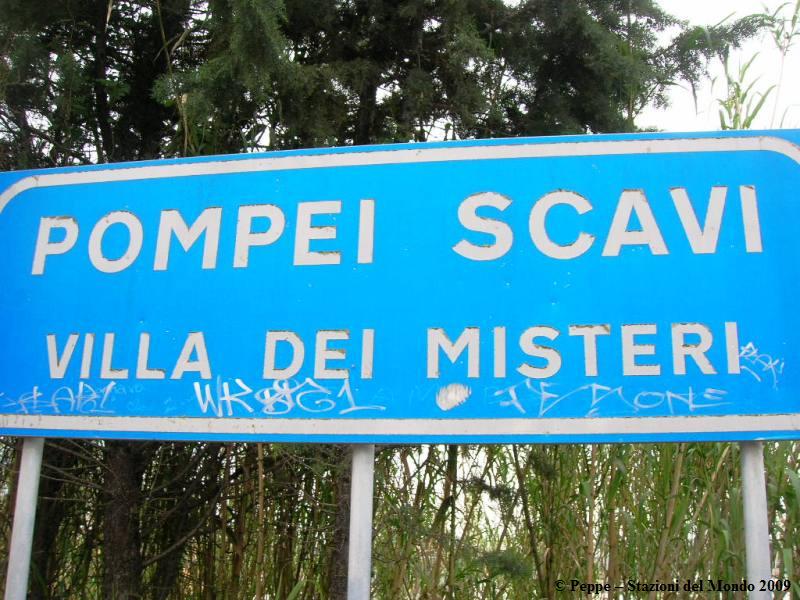 POMPEI SCAVI
VILLA DEI MISTERI
© Peppe – Stazioni del Mondo 2009